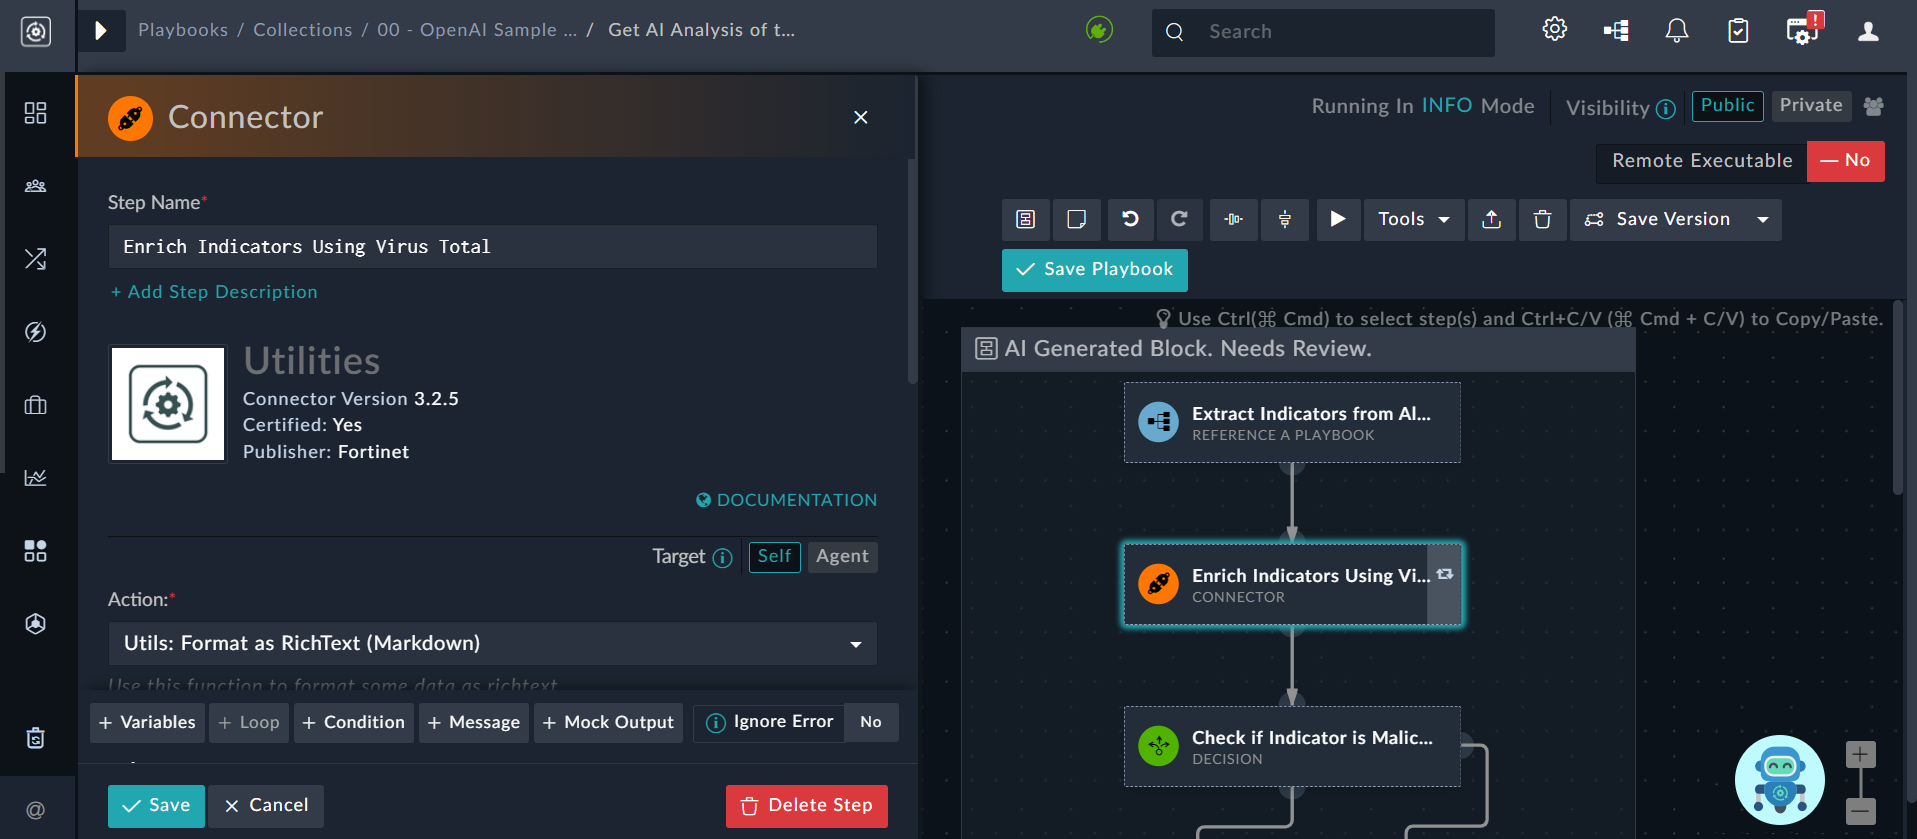 Playbooks / Collections / 00 - OpenAI Sample ... / Get AI Analysis of t...
Search
Connector
Step Name*
Enrich Indicators Using Virus Total
+ Add Step Description
Utilities
Connector Version 3.2.5
Certified: Yes
Publisher: Fortinet
DOCUMENTATION
Target Self Agent
Action:*
Utils: Format as RichText (Markdown)
Use this function to format some data as richtext
+ Variables + Loop + Condition + Message + Mock Output Ignore Error No
Save Cancel Delete Step
@
Running In INFO Mode Visibility Public Private
Remote Executable No
Tools Save Version
Save Playbook
Use Ctrl(⌘ Cmd) to select step(s) and Ctrl+C/V (⌘ Cmd + C/V) to Copy/Paste.
AI Generated Block. Needs Review.
Extract Indicators from Al...
REFERENCE A PLAYBOOK
Enrich Indicators Using Vi...
CONNECTOR
Check if Indicator is Malic...
DECISION